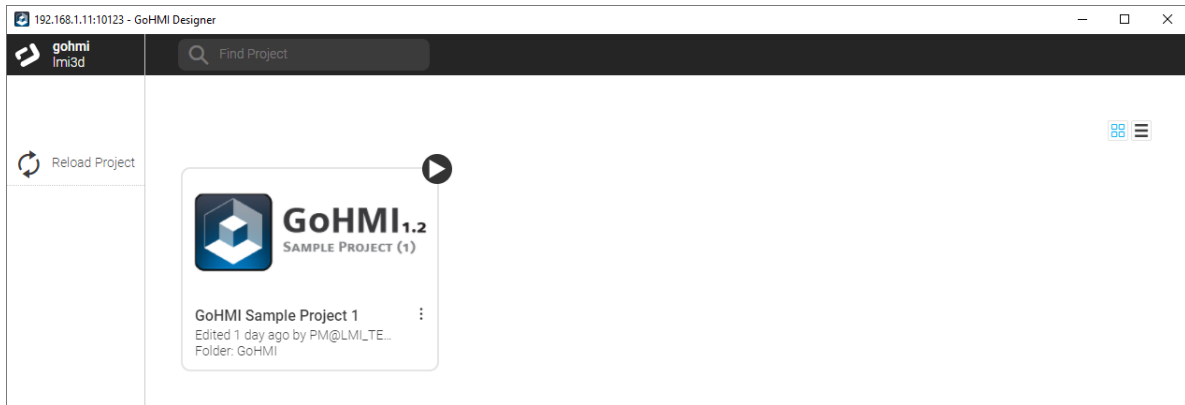 192.168.1.11:10123 - GoHMI Designer
gohmi
lmi3d
Find Project
Reload Project
GoHMI1.2
SAMPLE PROJECT (1)
GoHMI Sample Project 1
Edited 1 day ago by PM@LMI_TE...
Folder: GoHMI